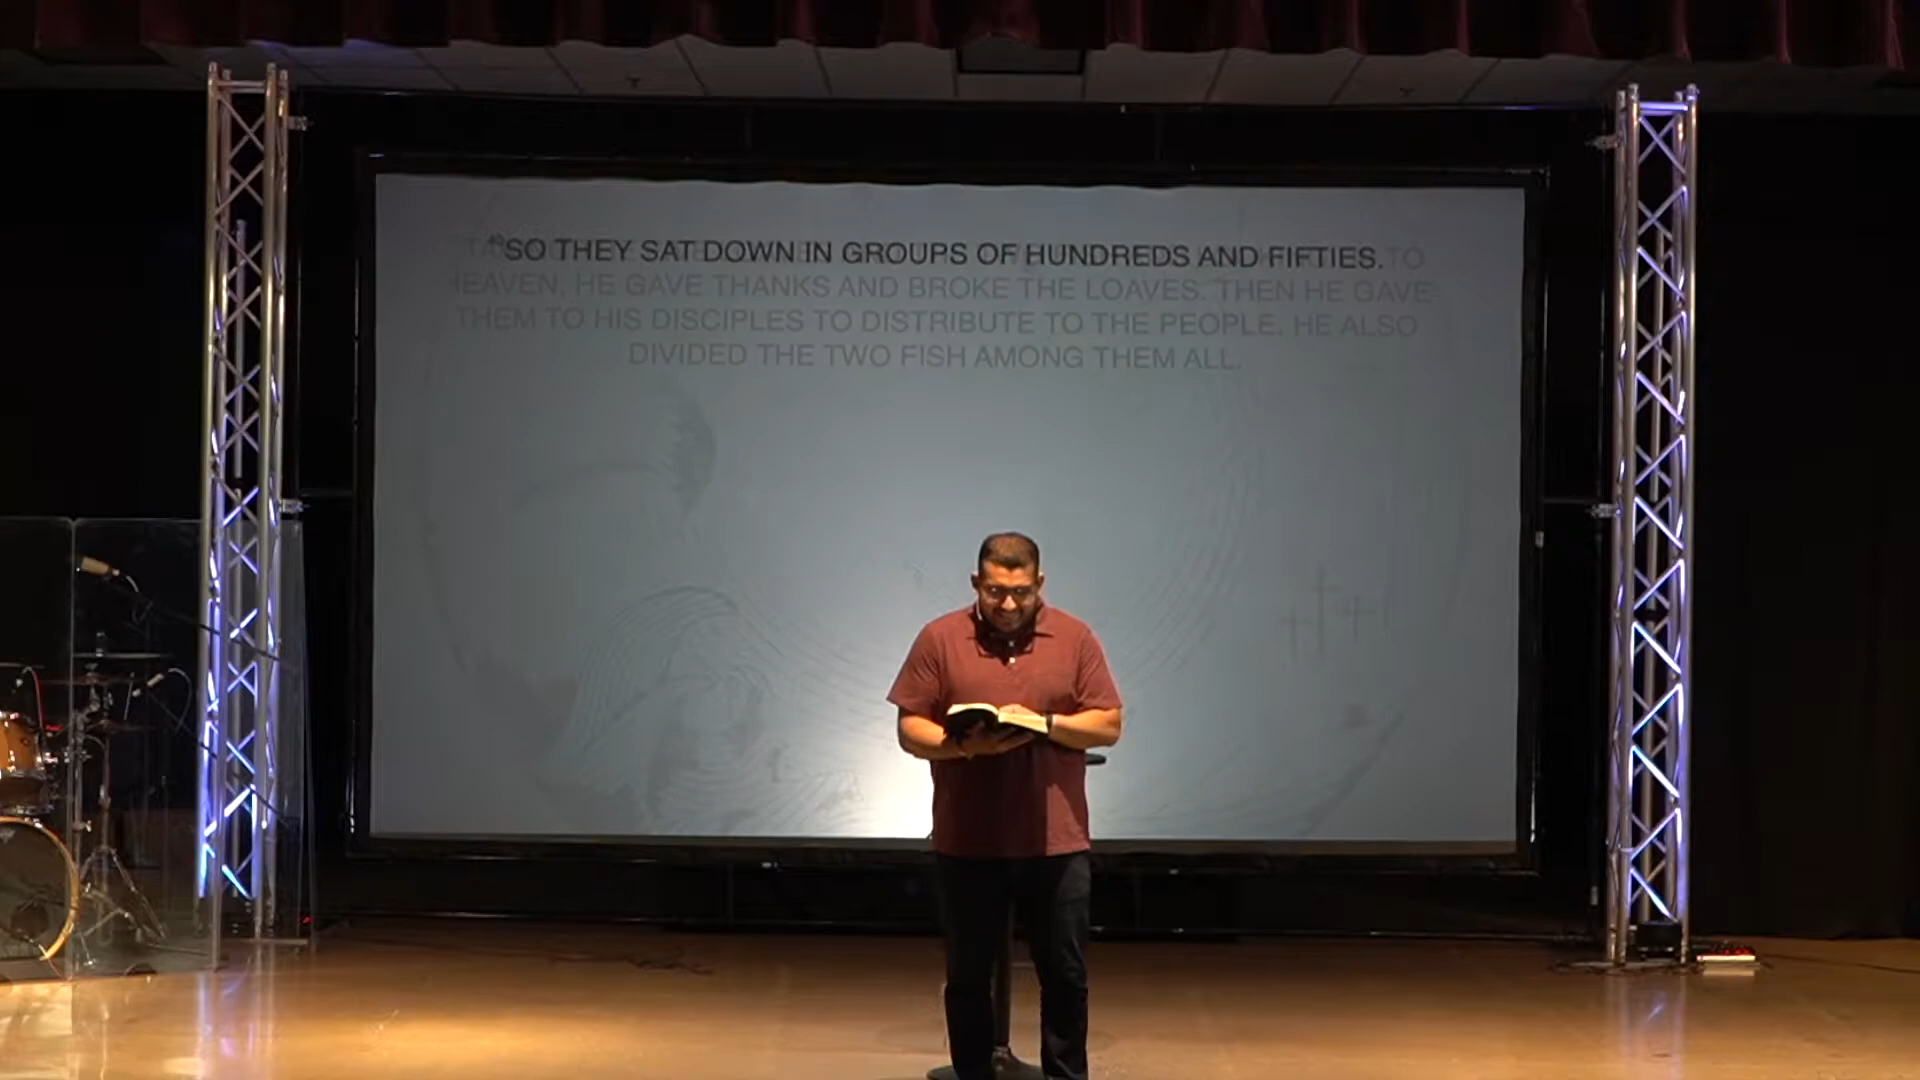 40 SO THEY SAT DOWN IN GROUPS OF HUNDREDS AND FIFTIES.
TO
HEAVEN, HE GAVE THANKS AND BROKE THE LOAVES. THEN HE GAVE
THEM TO HIS DISCIPLES TO DISTRIBUTE TO THE PEOPLE. HE ALSO
DIVIDED THE TWO FISH AMONG THEM ALL.